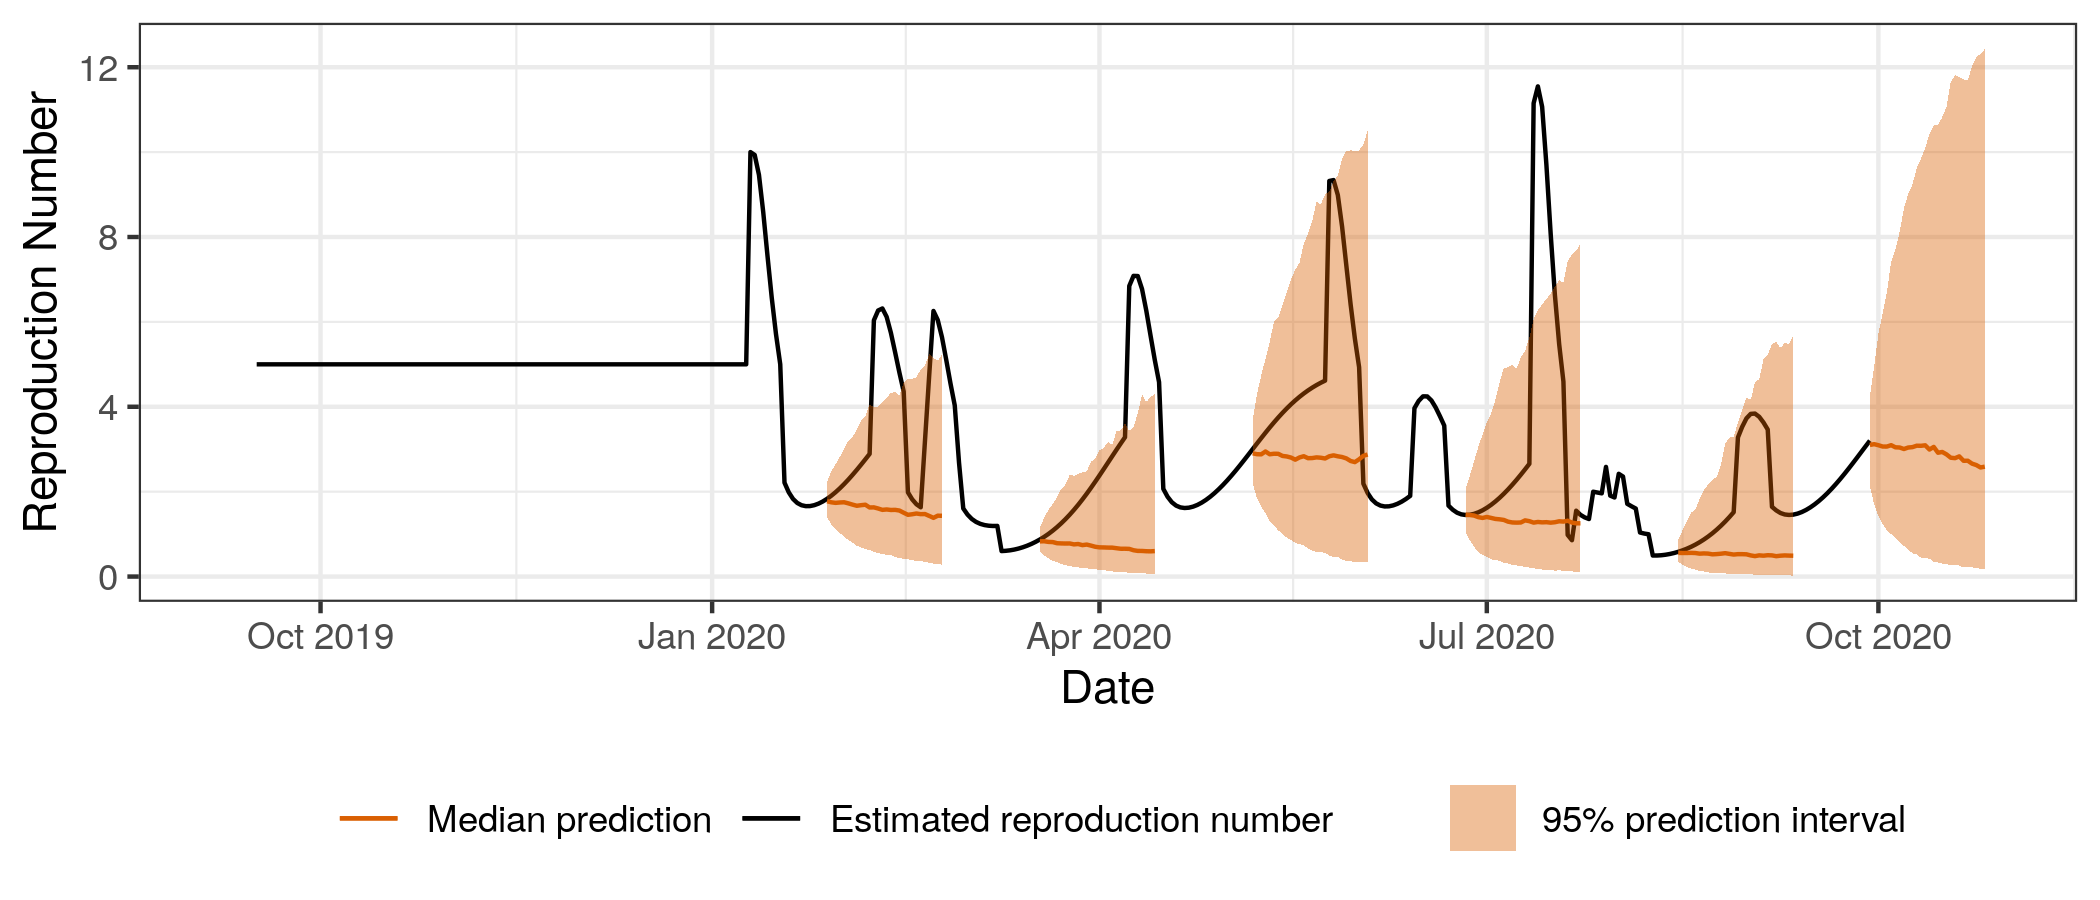 Reproduction Number
12
8
4
0
Oct 2019
Jan 2020
Apr 2020
Jul 2020
Oct 2020
Date
Median prediction
Estimated reproduction number
95% prediction interval